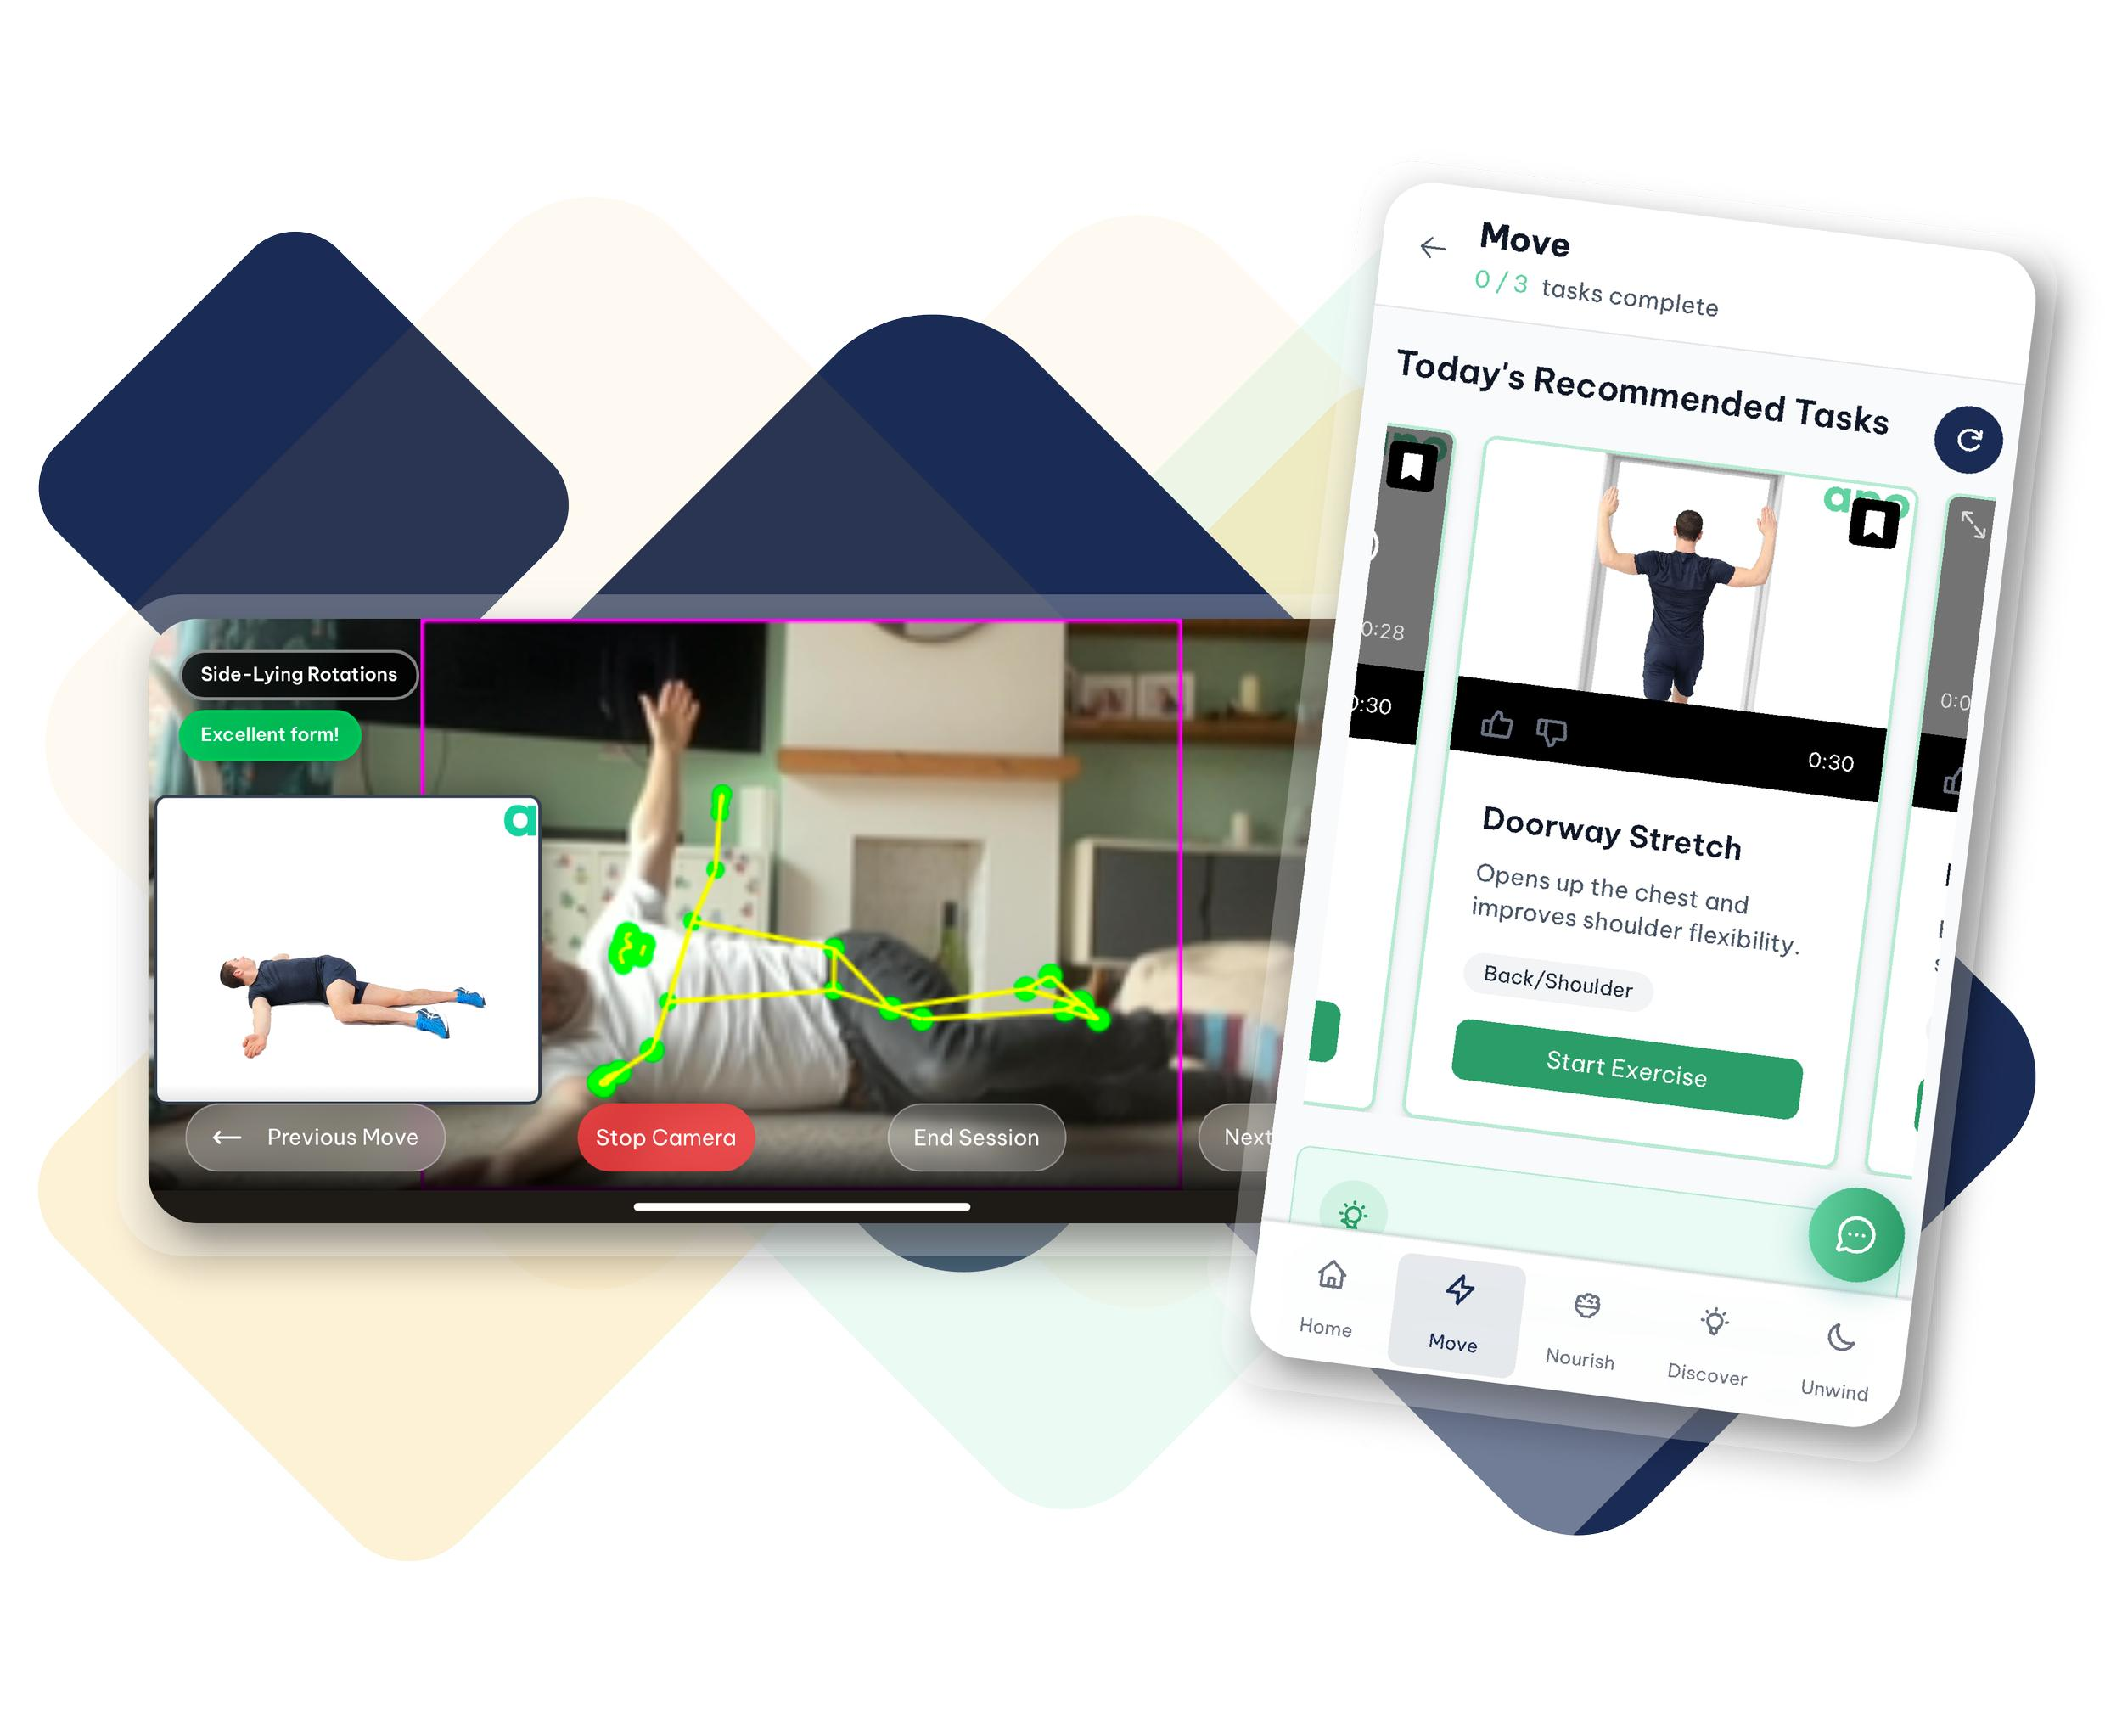 Side-Lying Rotations
Excellent form!
a
Previous Move
Stop Camera
End Session
Next
Move
0 / 3 tasks complete
Today's Recommended Tasks
0:28
0:30
0:30
Doorway Stretch
Opens up the chest and
improves shoulder flexibility.
Back/Shoulder
Start Exercise
Home
Move
Nourish
Discover
Unwind